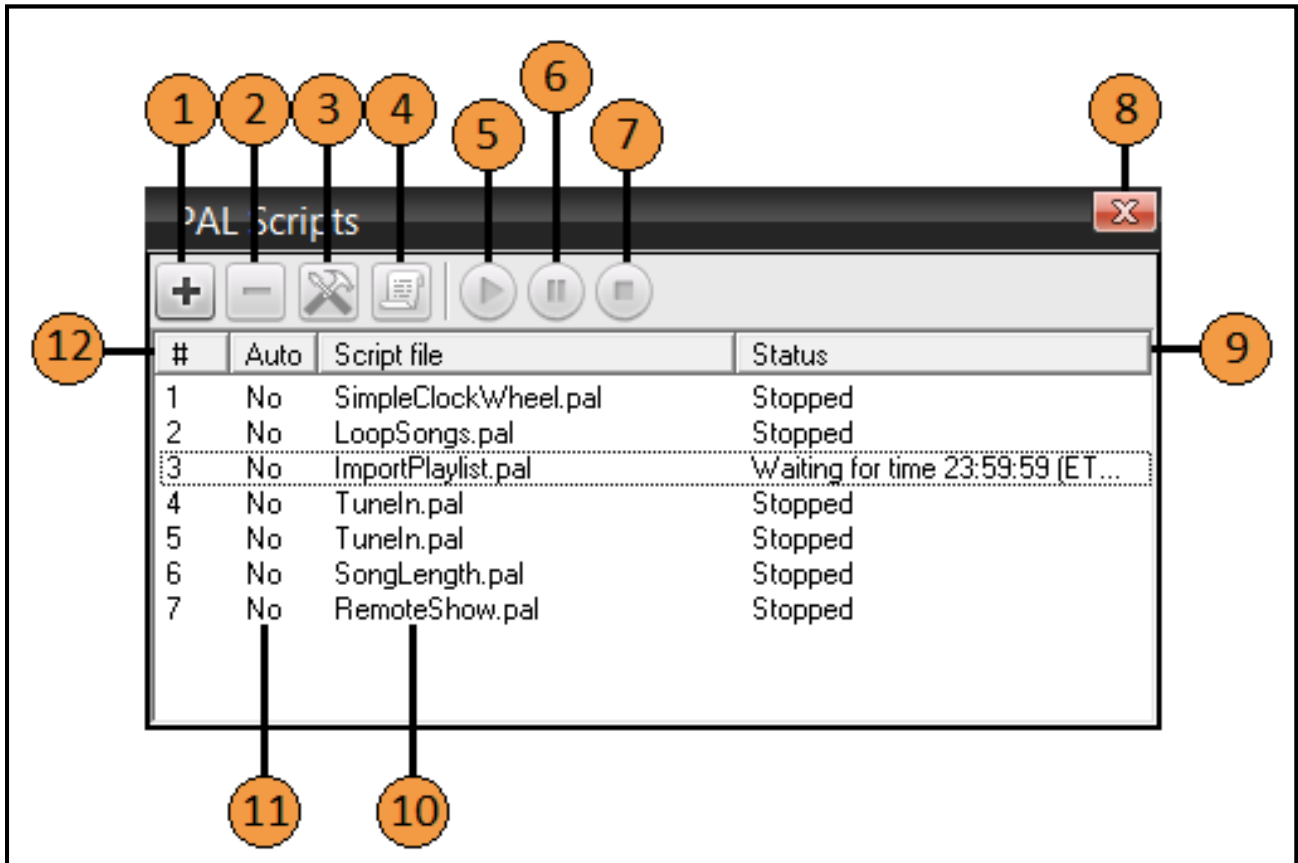 6
1 2 3 4 5 7 8
PAL Scripts
12 # Auto Script file Status 9
1 No SimpleClockWheel.pal Stopped
2 No LoopSongs.pal Stopped
3 No ImportPlaylist.pal Waiting for time 23:59:59 (ET...
4 No TuneIn.pal Stopped
5 No TuneIn.pal Stopped
6 No SongLength.pal Stopped
7 No RemoteShow.pal Stopped
11 10